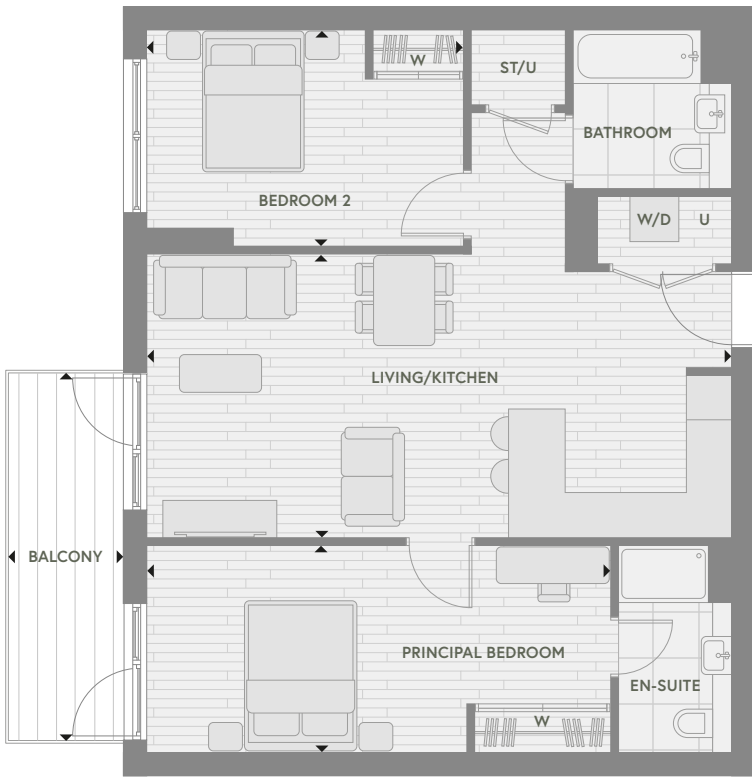 W
ST/U
BATHROOM
BEDROOM 2
W/D
U
LIVING/KITCHEN
BALCONY
PRINCIPAL BEDROOM
EN-SUITE
W